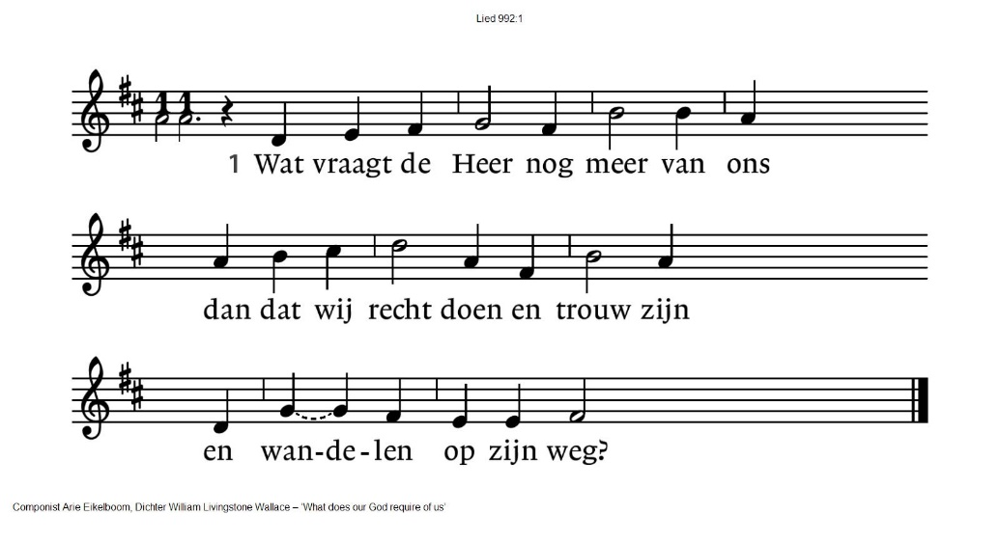 Lied 992:1
11
1 Wat vraagt de Heer nog meer van ons
dan dat wij recht doen en trouw zijn
en wan-de-len op zijn weg?
Componist Arie Eikelboom, Dichter William Livingstone Wallace – ‘What does our God require of us’